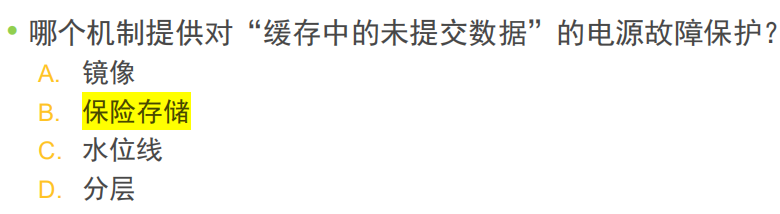 • 哪个机制提供对“缓存中的未提交数据”的电源故障保护？
A. 镜像
B. 保险存储
C. 水位线
D. 分层